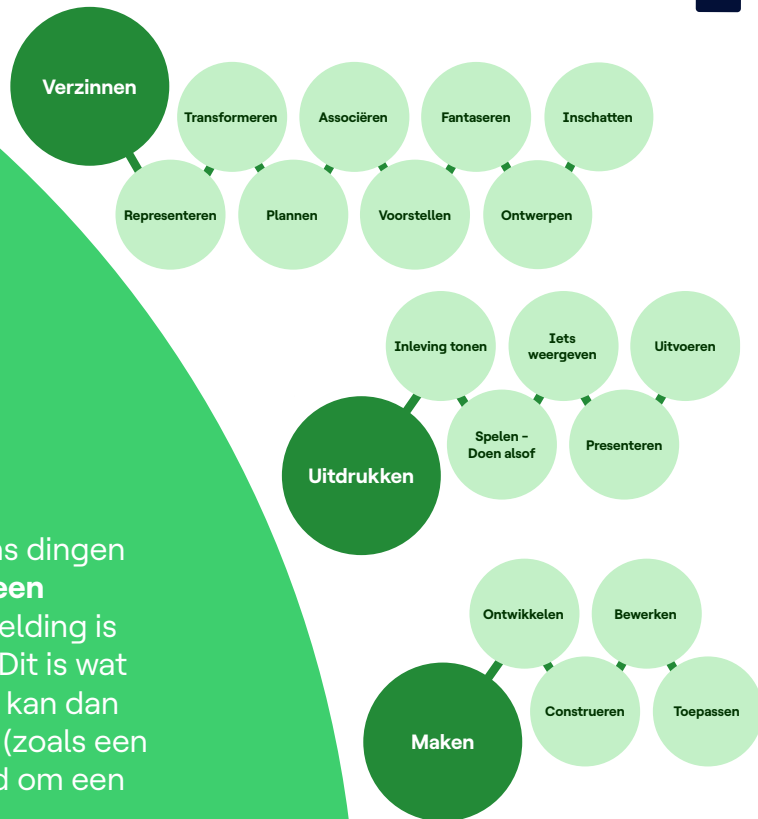 Verzinnen
Transformeren
Associëren
Fantaseren
Inschatten
Representeren
Plannen
Voorstellen
Ontwerpen
Inleving tonen
Iets
weergeven
Uitvoeren
Uitdrukken
Spelen –
Doen alsof
Presenteren
dingen
een
is
Dit is wat
kan dan
(zoals een
om een
Ontwikkelen
Bewerken
Maken
Construeren
Toepassen